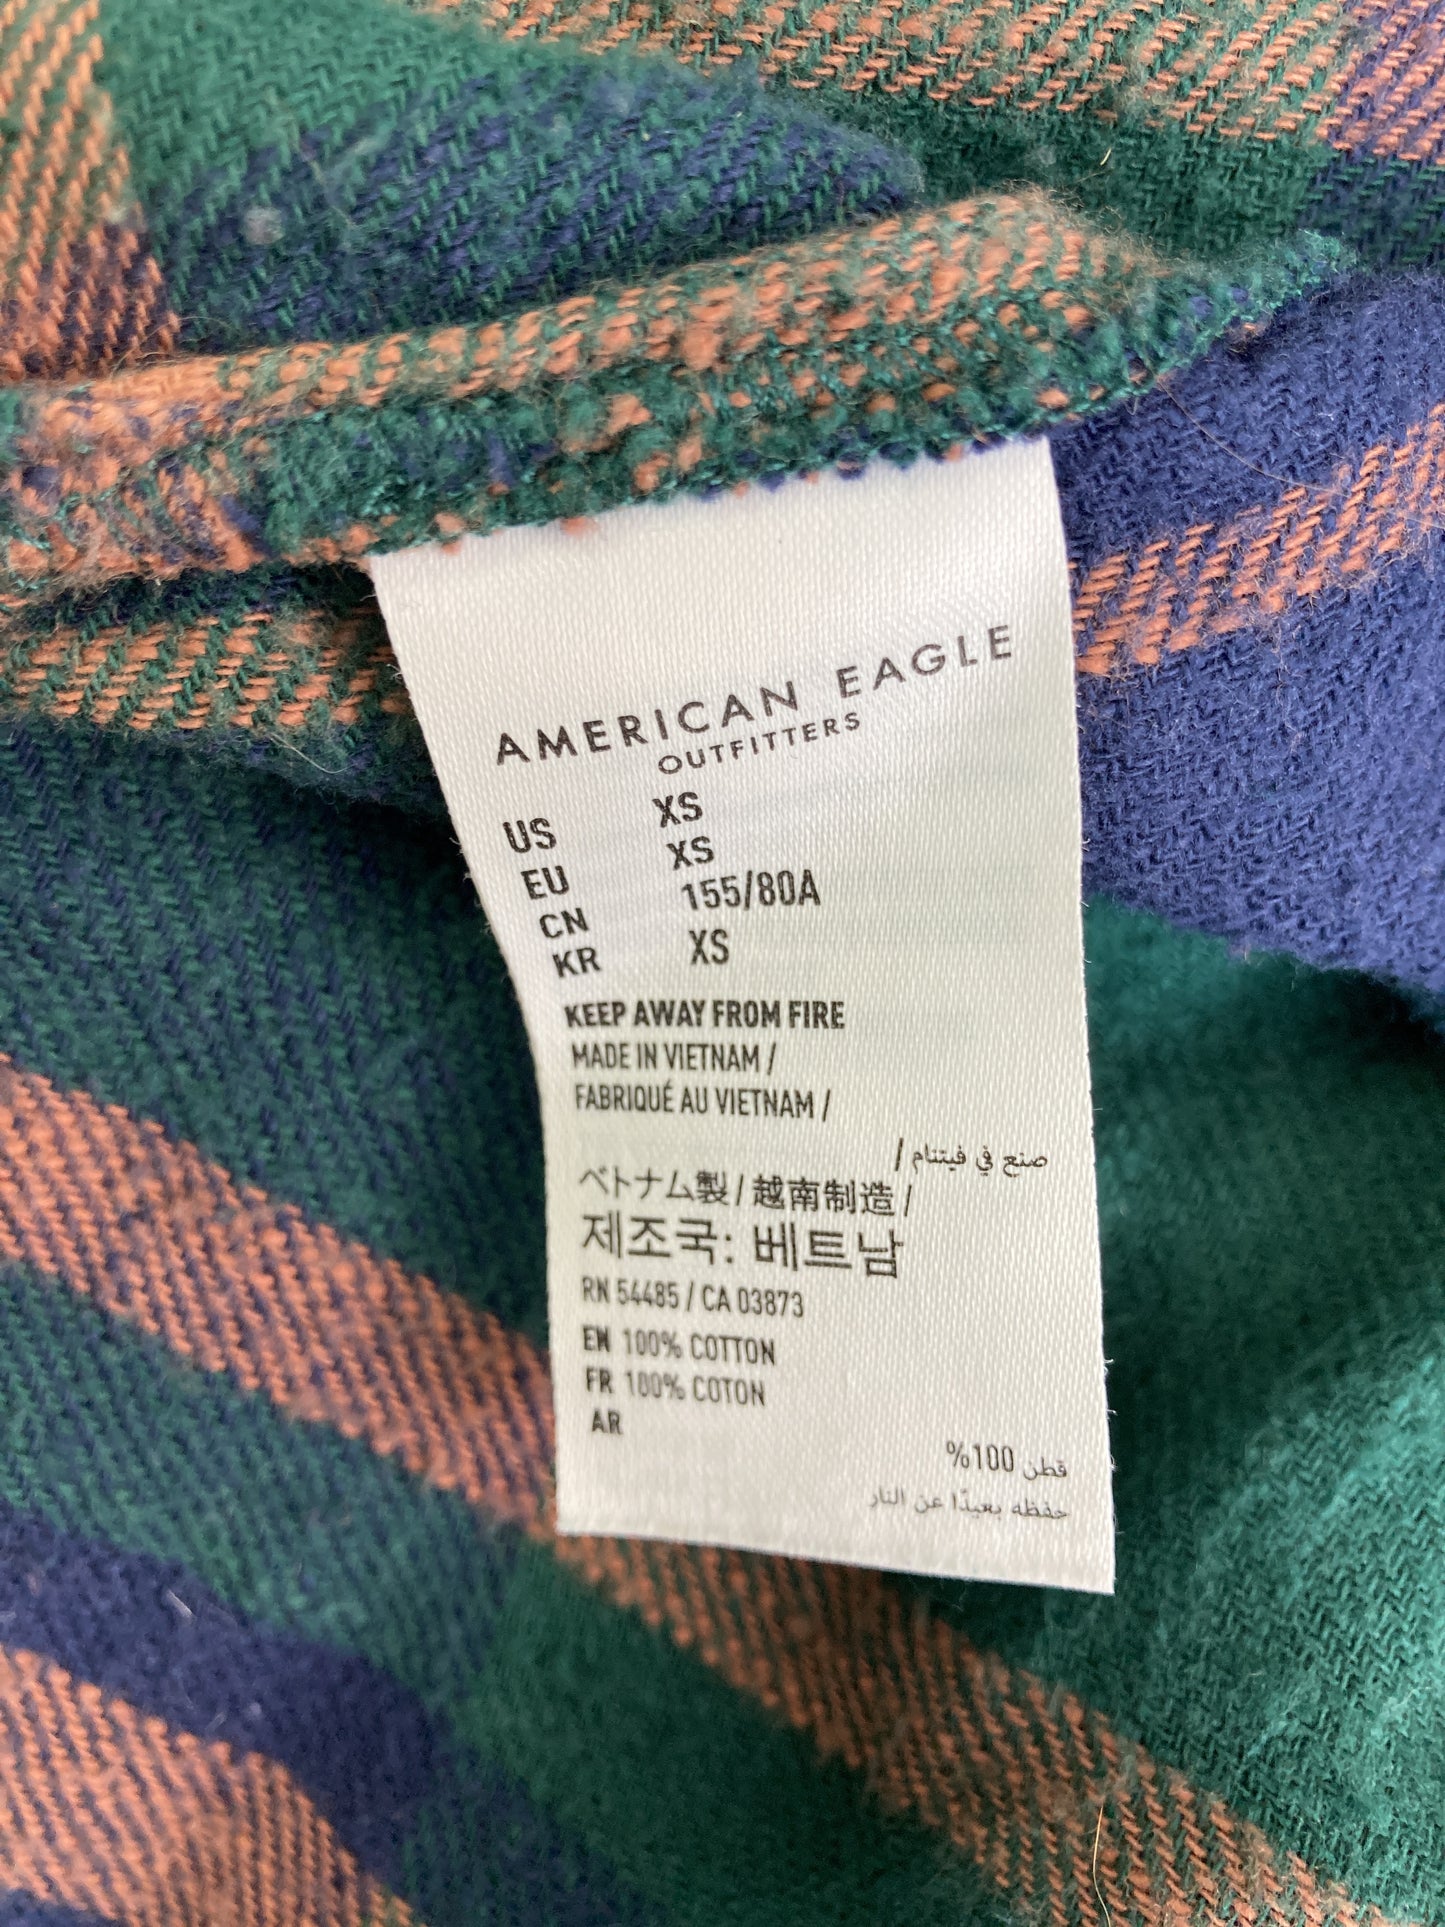 AMERICAN EAGLE
OUTFITTERS
US XS
EU XS
CN 155/80A
KR XS
KEEP AWAY FROM FIRE
MADE IN VIETNAM /
FABRIQUÉ AU VIETNAM /
صنع في فيتنام /
ベトナム製 / 越南制造 /
제조국: 베트남
RN 54485 / CA 03873
EN 100% COTTON
FR 100% COTON
AR
قطن 100%
حفظه بعيدًا عن النار